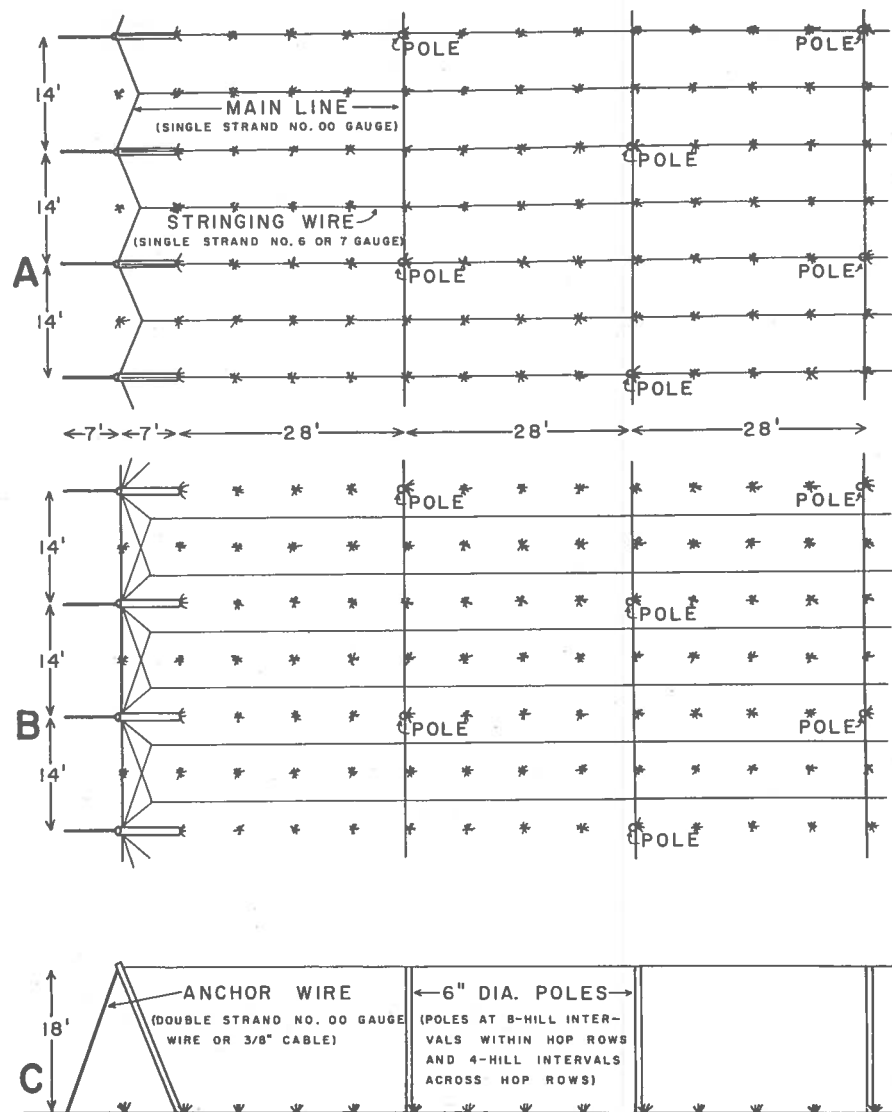 POLE POLE
14'
MAIN LINE
(SINGLE STRAND NO. 00 GAUGE)
POLE
14'
STRINGING WIRE
(SINGLE STRAND NO. 6 OR 7 GAUGE)
A
POLE POLE
14'
POLE
7' 7' 28' 28' 28'
POLE POLE
14'
POLE
14'
B
POLE POLE
14'
POLE
ANCHOR WIRE
(DOUBLE STRAND NO. 00 GAUGE
WIRE OR 3/8" CABLE)
6" DIA. POLES
(POLES AT 8-HILL INTER-
VALS WITHIN HOP ROWS
AND 4-HILL INTERVALS
ACROSS HOP ROWS)
18'
C